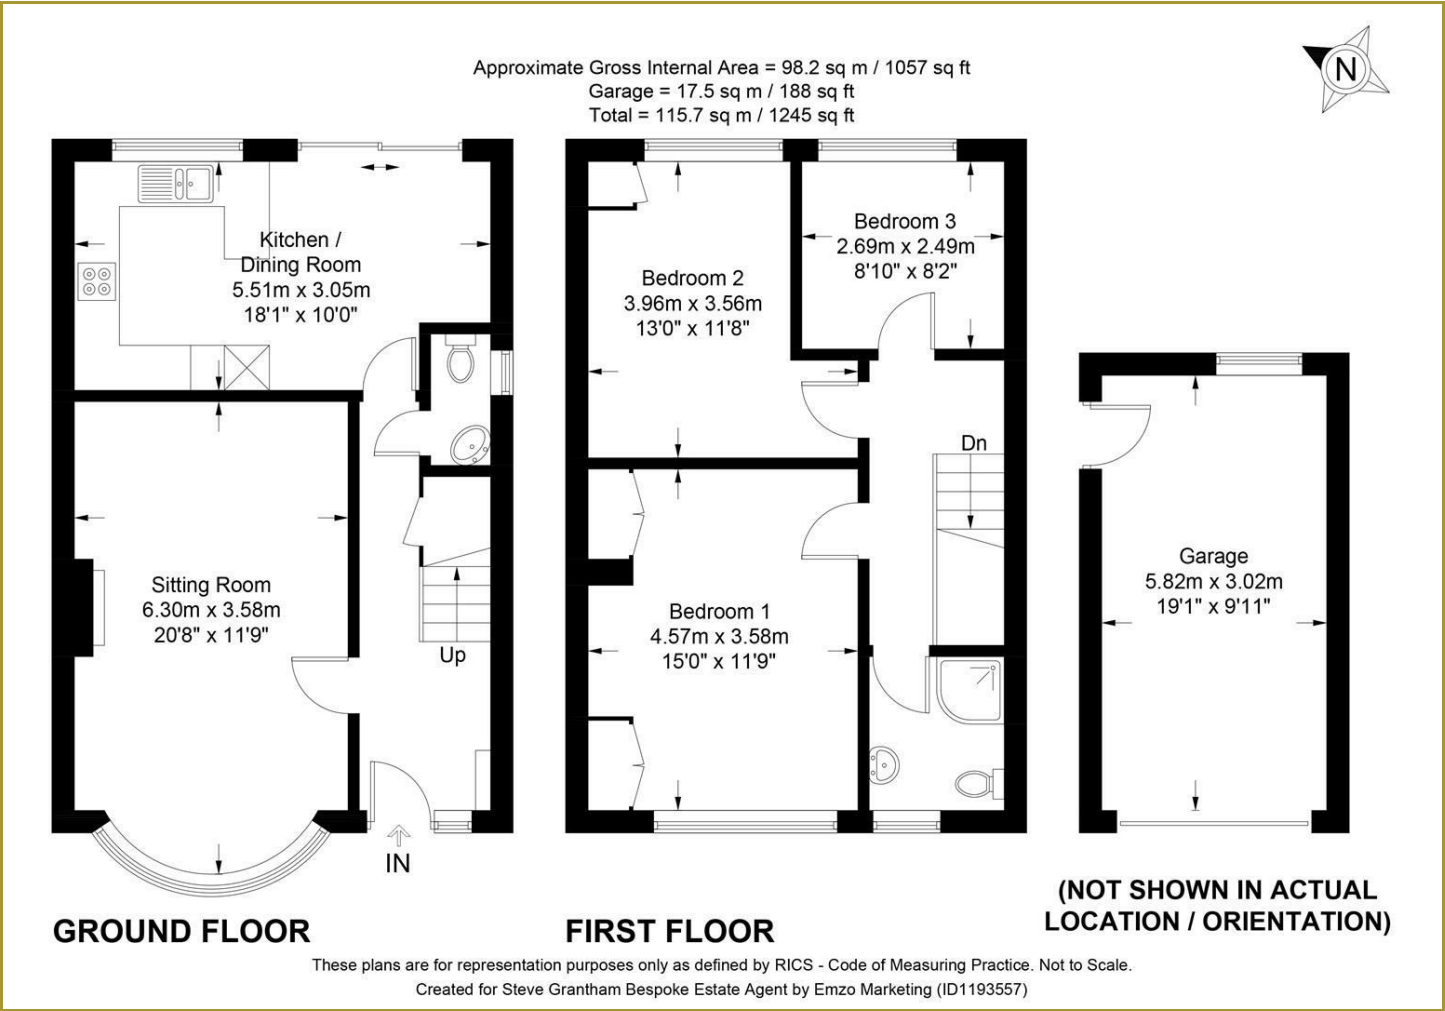 Approximate Gross Internal Area = 98.2 sq m / 1057 sq ft
Garage = 17.5 sq m / 188 sq ft
Total = 115.7 sq m / 1245 sq ft
N
Kitchen /
Dining Room
5.51m x 3.05m
18'1" x 10'0"
Sitting Room
6.30m x 3.58m
20'8" x 11'9"
Up
IN
GROUND FLOOR
Bedroom 2
3.96m x 3.56m
13'0" x 11'8"
Bedroom 3
2.69m x 2.49m
8'10" x 8'2"
Dn
Bedroom 1
4.57m x 3.58m
15'0" x 11'9"
FIRST FLOOR
Garage
5.82m x 3.02m
19'1" x 9'11"
(NOT SHOWN IN ACTUAL
LOCATION / ORIENTATION)
These plans are for representation purposes only as defined by RICS - Code of Measuring Practice. Not to Scale.
Created for Steve Grantham Bespoke Estate Agent by Emzo Marketing (ID1193557)